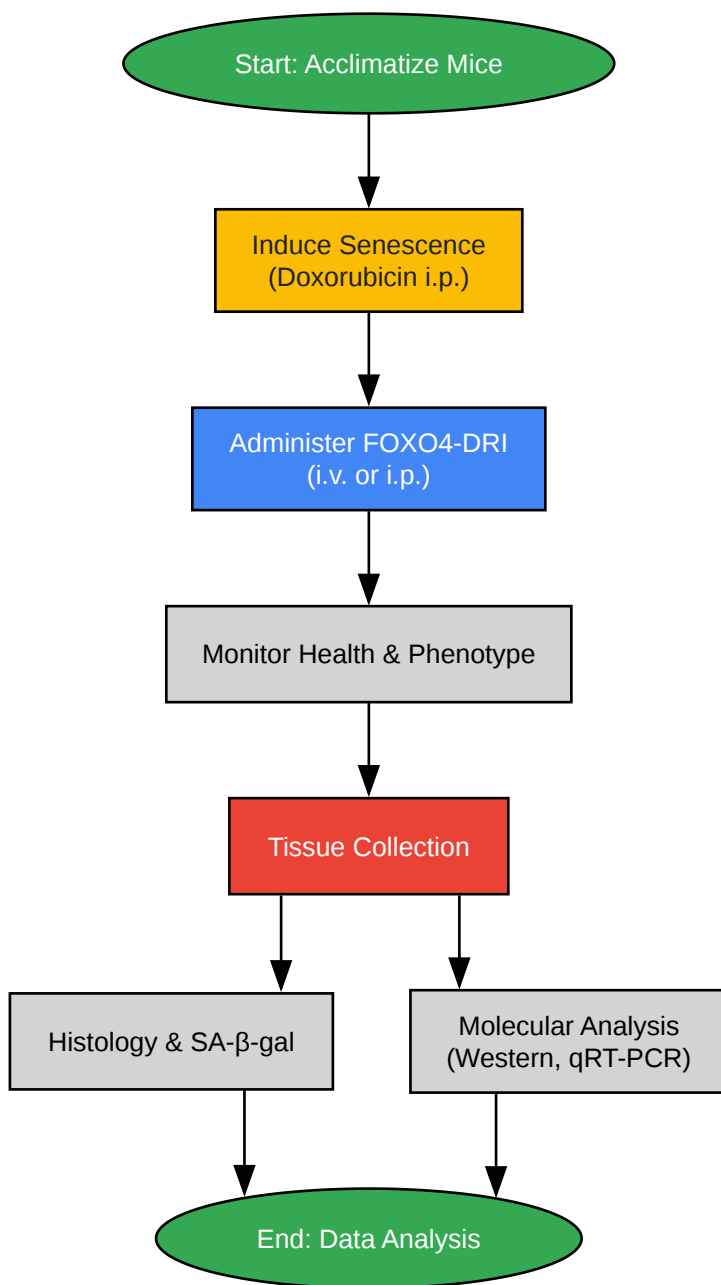 Start: Acclimatize Mice
Induce Senescence
(Doxorubicin i.p.)
Administer FOXO4-DRI
(i.v. or i.p.)
Monitor Health & Phenotype
Tissue Collection
Histology & SA-β-gal
Molecular Analysis
(Western, qRT-PCR)
End: Data Analysis